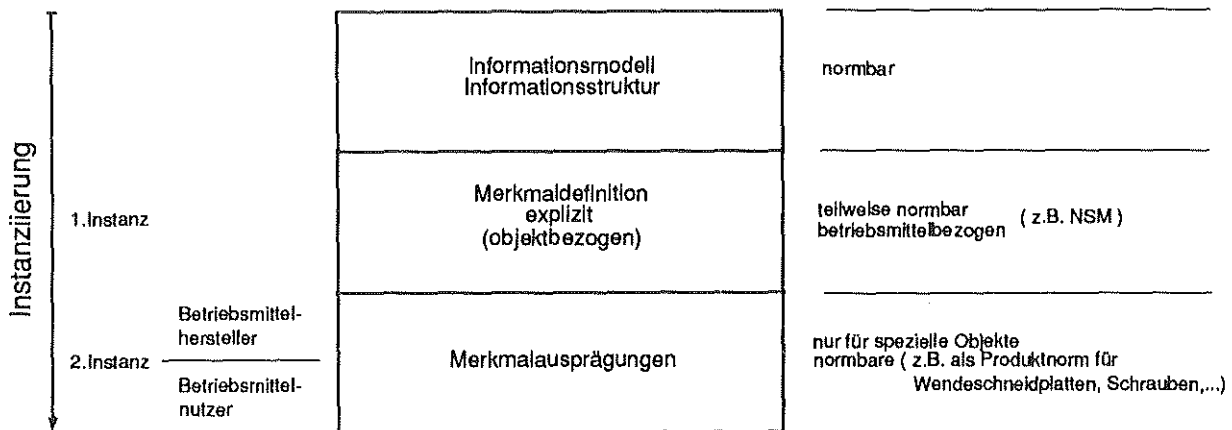 Informationsmodell
Informationsstruktur
normbar
Instanziierung
1.Instanz
Merkmaldefinition
explizit
(objektbezogen)
teilweise normbar
betriebsmittelbezogen ( z.B. NSM )
2.Instanz
Betriebsmittel-
hersteller
Betriebsmittel-
nutzer
Merkmalausprägungen
nur für spezielle Objekte
normbare ( z.B. als Produktnorm für
Wendeschneidplatten, Schrauben,...)